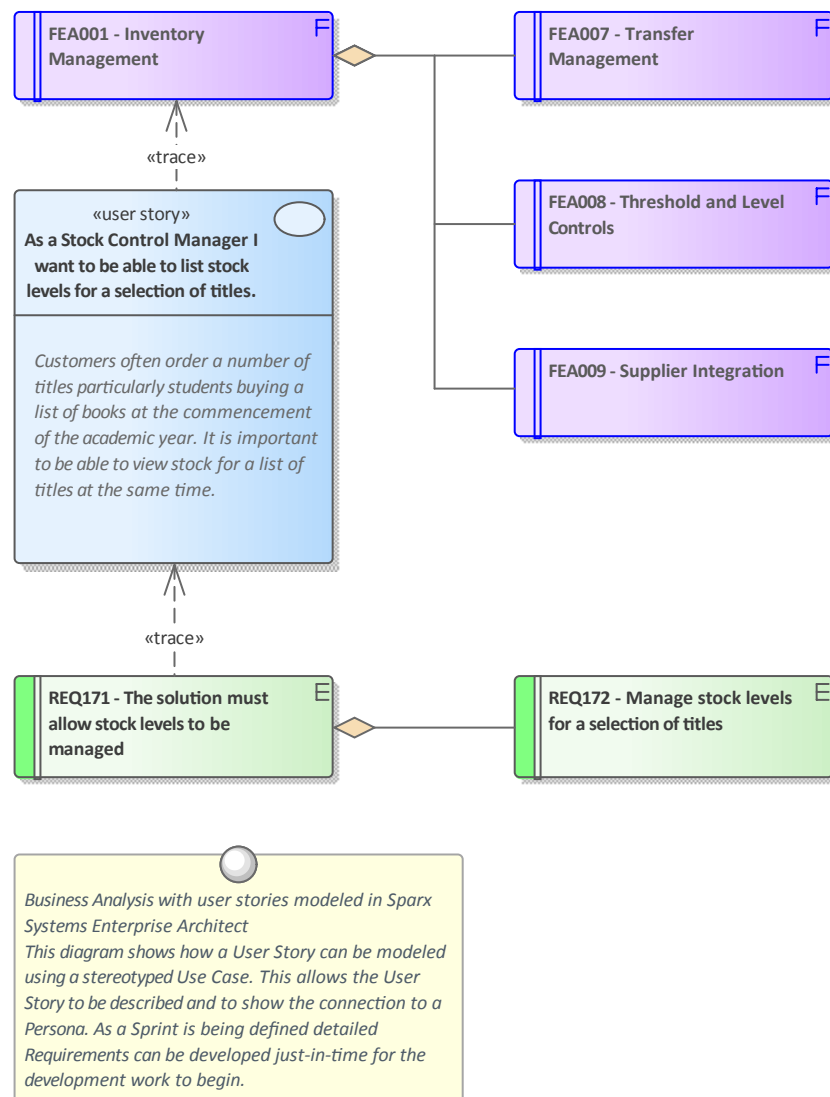 FEA001 - Inventory
Management
F
FEA007 - Transfer
Management
F
«trace»
FEA008 - Threshold and Level
Controls
F
«user story»
As a Stock Control Manager I
want to be able to list stock
levels for a selection of titles.
Customers often order a number of
titles particularly students buying a
list of books at the commencement
of the academic year. It is important
to be able to view stock for a list of
titles at the same time.
FEA009 - Supplier Integration
F
«trace»
REQ171 - The solution must
allow stock levels to be
managed
E
REQ172 - Manage stock levels
for a selection of titles
E
Business Analysis with user stories modeled in Sparx
Systems Enterprise Architect
This diagram shows how a User Story can be modeled
using a stereotyped Use Case. This allows the User
Story to be described and to show the connection to a
Persona. As a Sprint is being defined detailed
Requirements can be developed just-in-time for the
development work to begin.